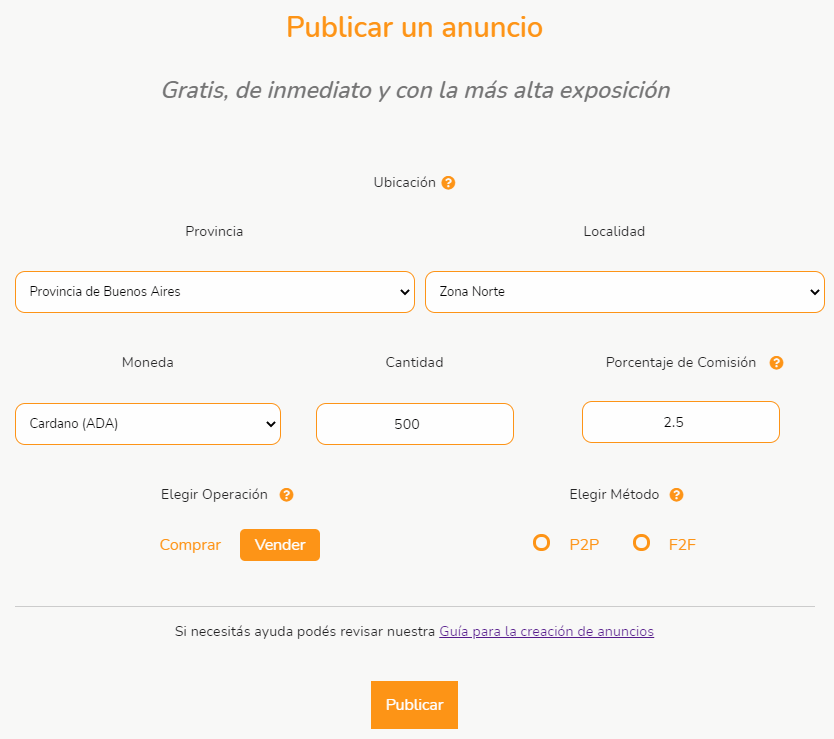 Publicar un anuncio
Gratis, de inmediato y con la más alta exposición
Ubicación ?
Provincia Localidad
Provincia de Buenos Aires Zona Norte
Moneda Cantidad Porcentaje de Comisión ?
Cardano (ADA) 500 2.5
Elegir Operación ? Elegir Método ?
Comprar Vender P2P F2F
Si necesitás ayuda podés revisar nuestra Guía para la creación de anuncios
Publicar